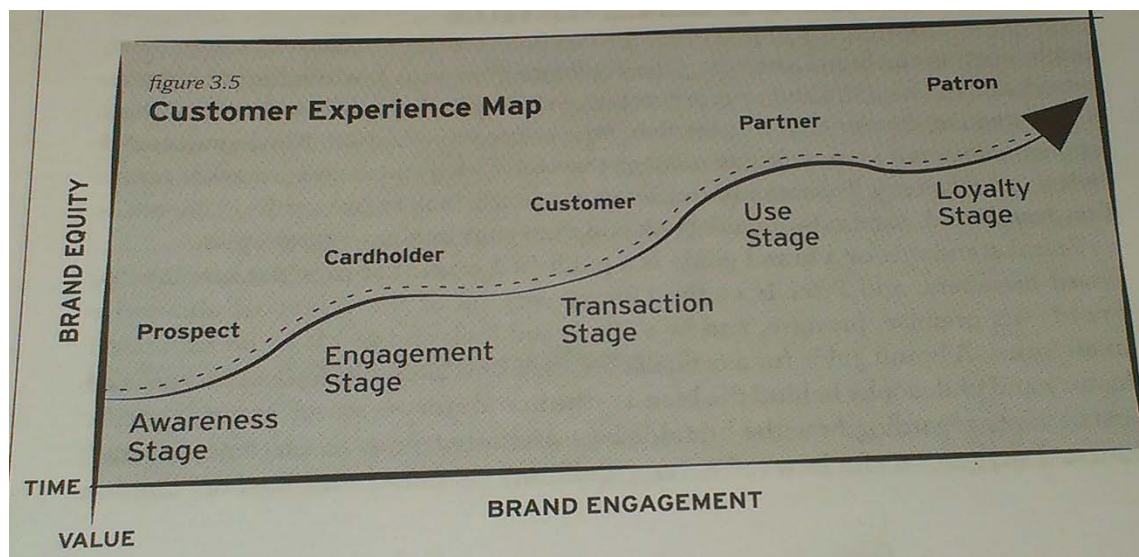 figure 3.5
Customer Experience Map
Patron
Partner
Customer
Cardholder
Prospect
Loyalty
Stage
Use
Stage
Transaction
Stage
Engagement
Stage
Awareness
Stage
BRAND EQUITY
TIME
VALUE
BRAND ENGAGEMENT